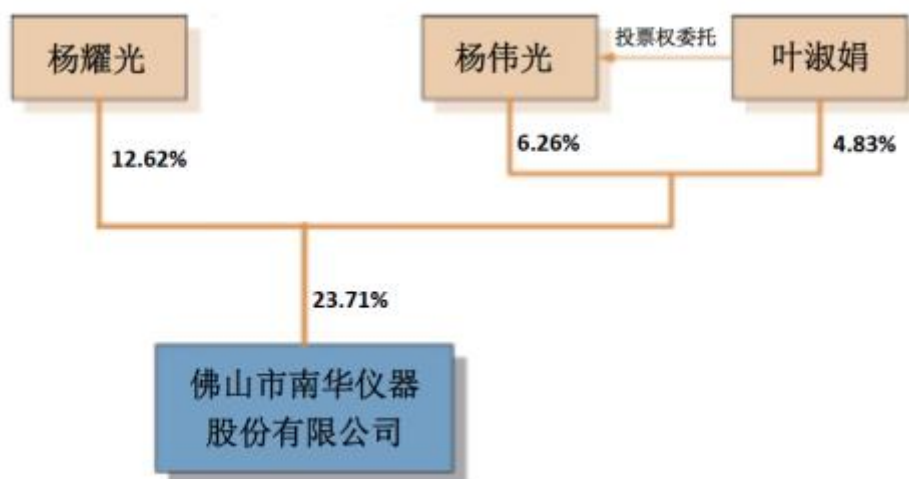 杨耀光
杨伟光
投票权委托
叶淑娟
12.62%
6.26%
4.83%
23.71%
佛山市南华仪器
股份有限公司